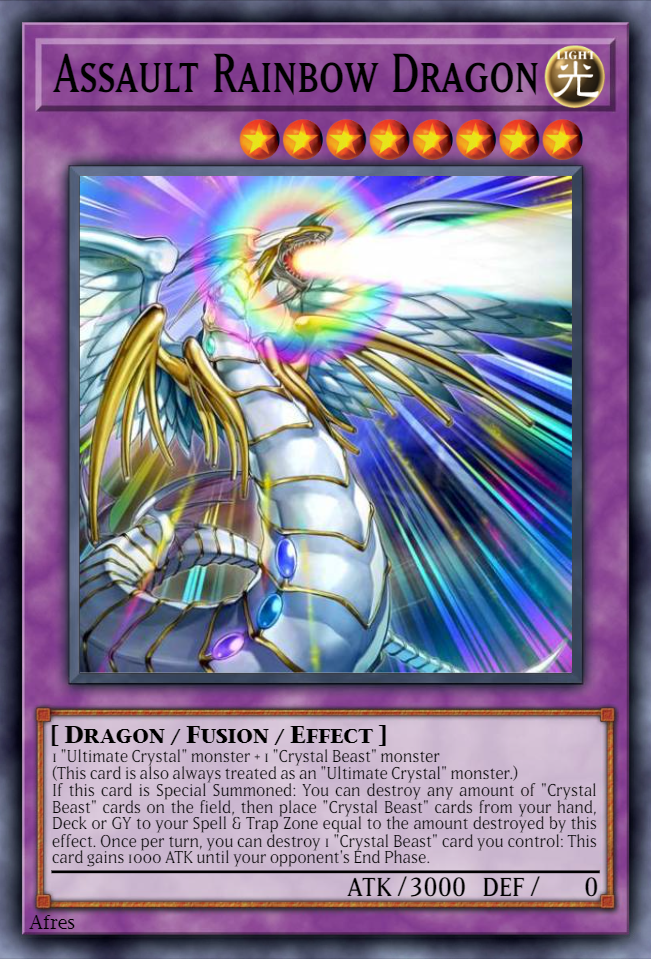 Assault Rainbow Dragon
LIGHT
光
[ Dragon / Fusion / Effect ]
1 "Ultimate Crystal" monster + 1 "Crystal Beast" monster
(This card is also always treated as an "Ultimate Crystal" monster.)
If this card is Special Summoned: You can destroy any amount of "Crystal
Beast" cards on the field, then place "Crystal Beast" cards from your hand,
Deck or GY to your Spell & Trap Zone equal to the amount destroyed by this
effect. Once per turn, you can destroy 1 "Crystal Beast" card you control: This
card gains 1000 ATK until your opponent's End Phase.
ATK / 3000 DEF / 0
Afres